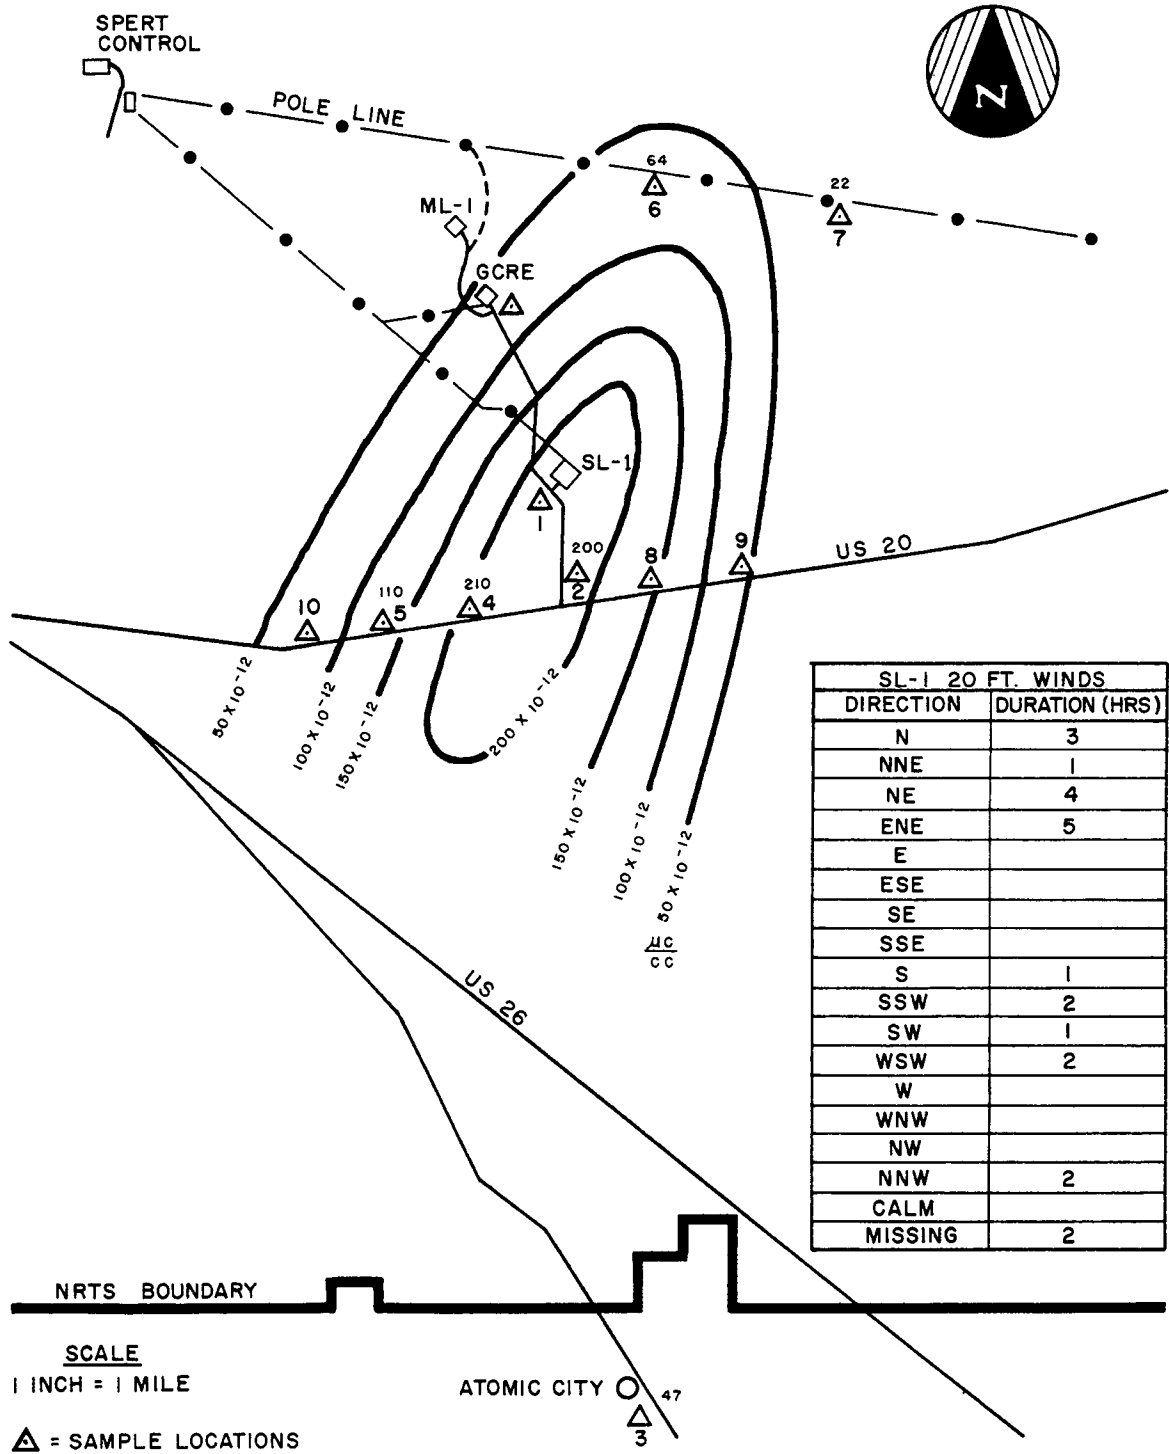 SPERT
CONTROL
POLE LINE
N
64
6
22
7
ML-1
GCRE
SL-1
1
200
2
8
9
US 20
10
110
5
210
4
50 X 10⁻¹²
100 X 10⁻¹²
150 X 10⁻¹²
200 X 10⁻¹²
150 X 10⁻¹²
100 X 10⁻¹²
50 X 10⁻¹²
μc
cc
SL-1 20 FT. WINDS
DIRECTION DURATION (HRS)
N 3
NNE 1
NE 4
ENE 5
E
ESE
SE
SSE
S 1
SSW 2
SW 1
WSW 2
W
WNW
NW
NNW 2
CALM
MISSING 2
US 26
NRTS BOUNDARY
SCALE
1 INCH = 1 MILE
ATOMIC CITY
47
3
= SAMPLE LOCATIONS